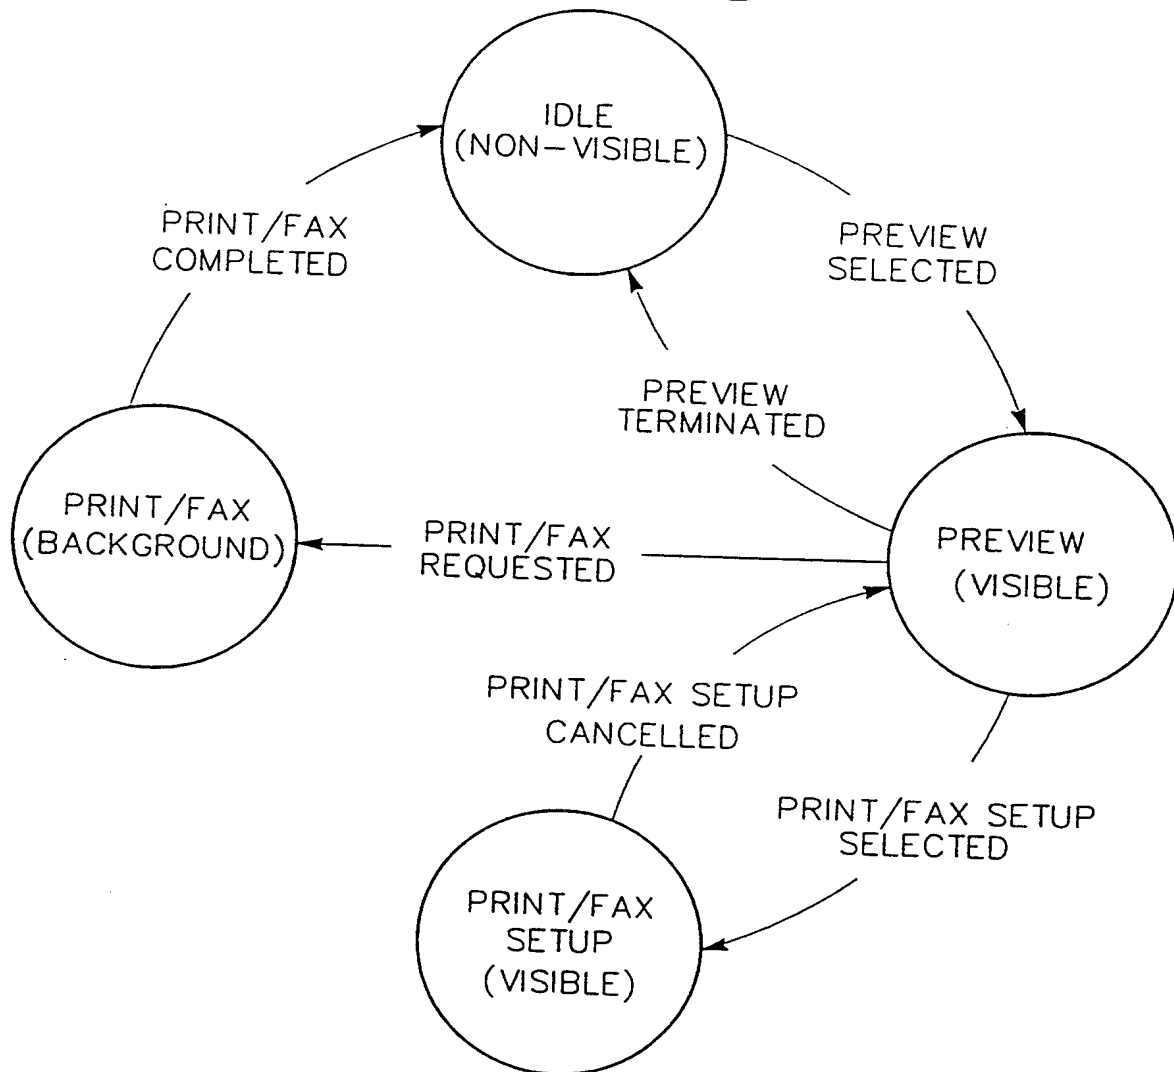 IDLE
(NON-VISIBLE)
PRINT/FAX
COMPLETED
PREVIEW
SELECTED
PREVIEW
TERMINATED
PRINT/FAX
(BACKGROUND)
PRINT/FAX
REQUESTED
PREVIEW
(VISIBLE)
PRINT/FAX SETUP
CANCELLED
PRINT/FAX SETUP
SELECTED
PRINT/FAX
SETUP
(VISIBLE)